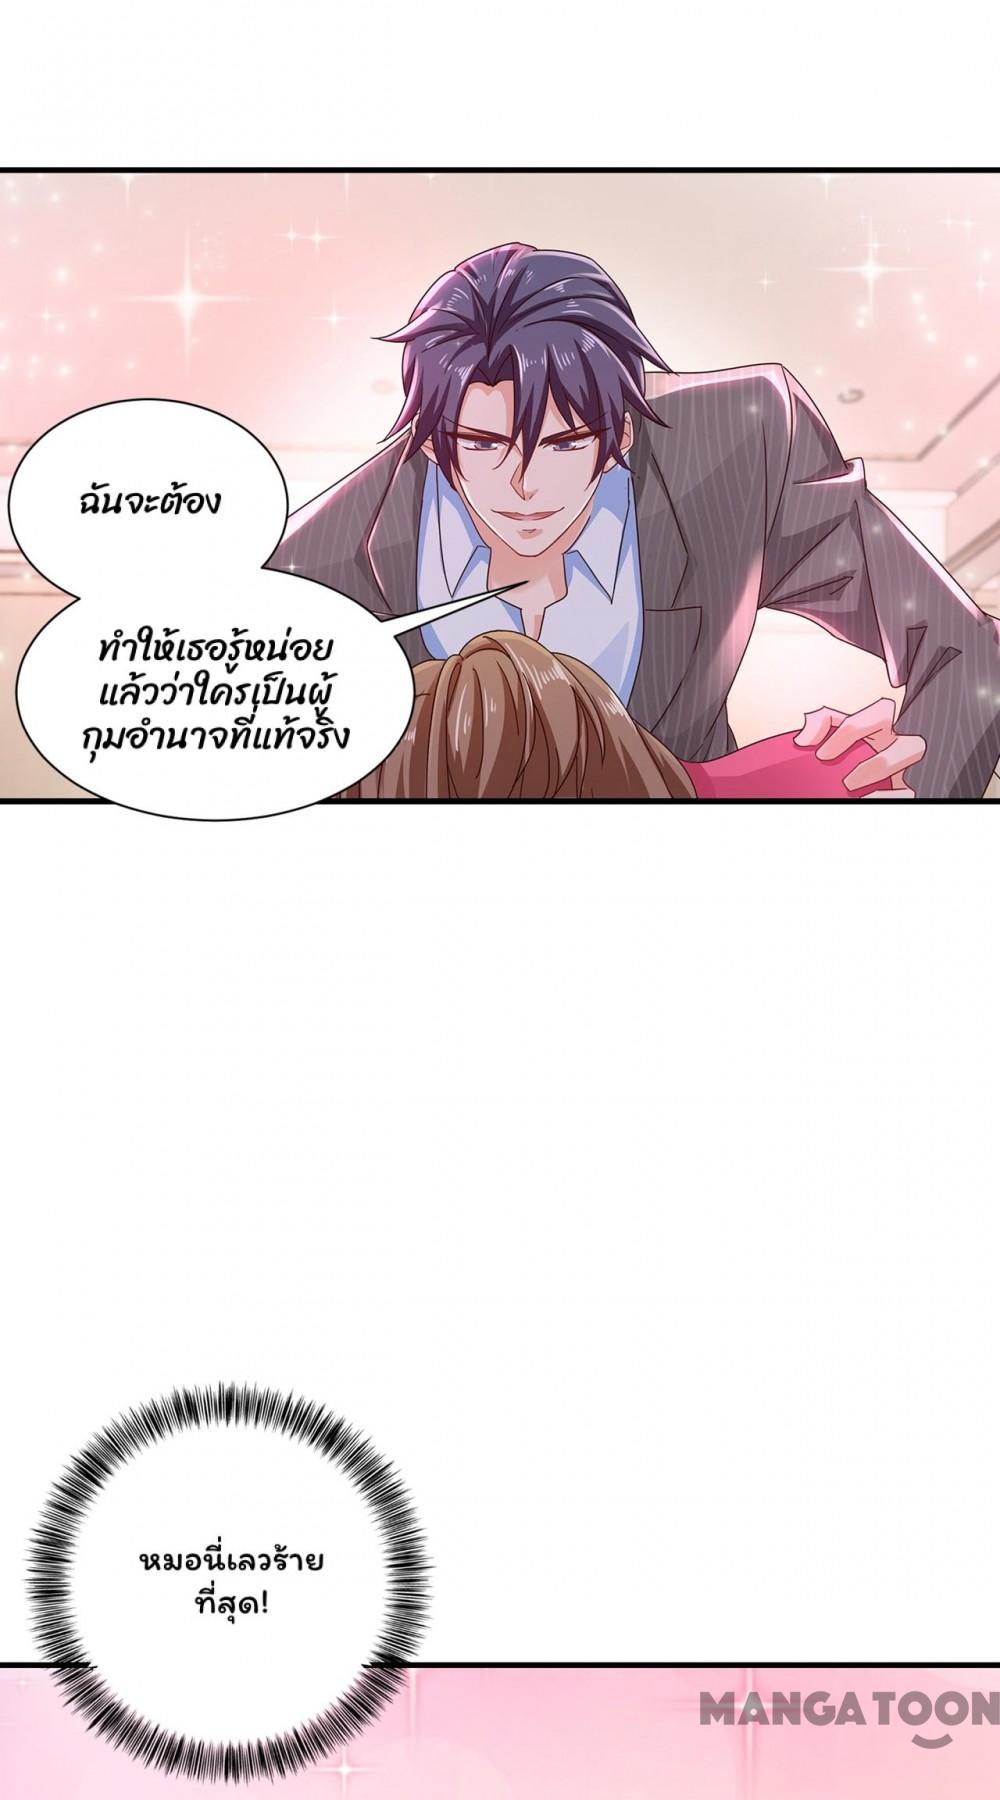 ฉันจะต้อง
ทำให้เธอรู้หน่อย
แล้วว่าใครเป็นผู้
กุมอำนาจที่แท้จริง
หมอนี่เลวร้าย
ที่สุด!
MANGATOON